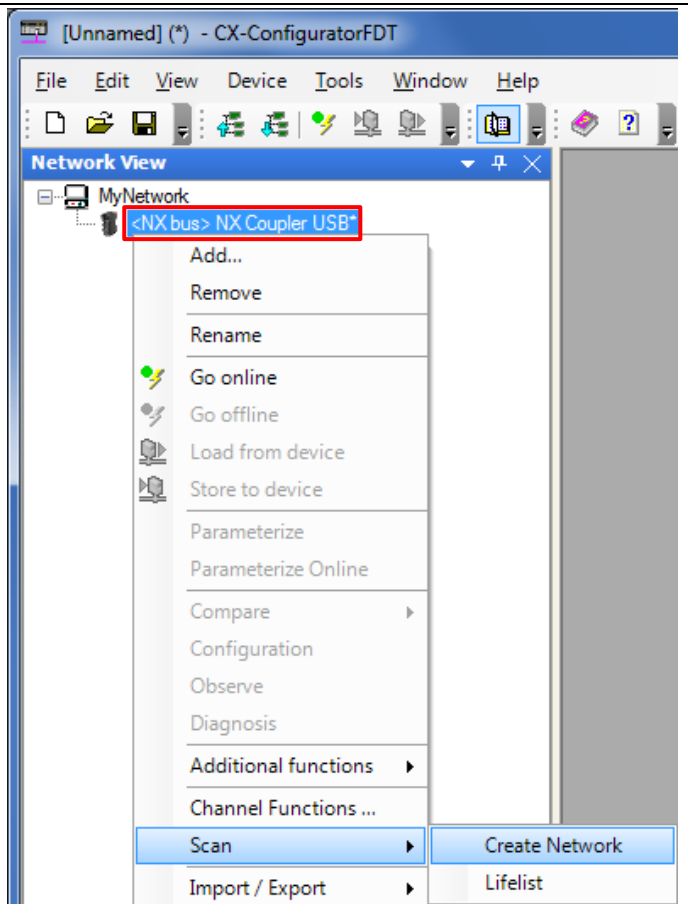 [Unnamed] (*) - CX-ConfiguratorFDT
File Edit View Device Tools Window Help
Network View
MyNetwork
<NX bus> NX Coupler USB*
Add...
Remove
Rename
Go online
Go offline
Load from device
Store to device
Parameterize
Parameterize Online
Compare
Configuration
Observe
Diagnosis
Additional functions
Channel Functions ...
Scan
Create Network
Import / Export
Lifelist